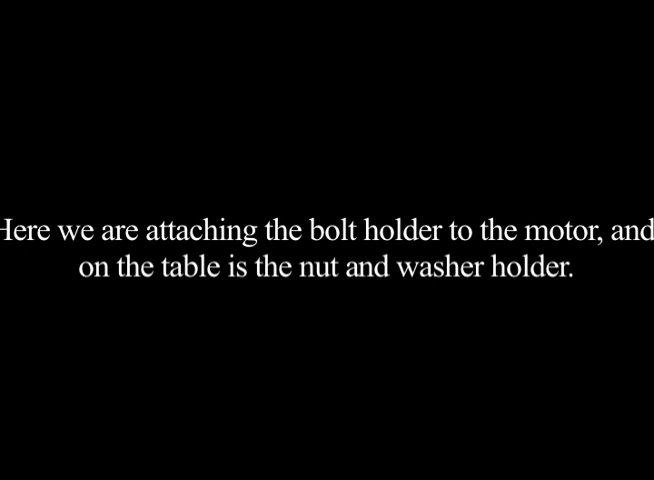 Here we are attaching the bolt holder to the motor, and
on the table is the nut and washer holder.